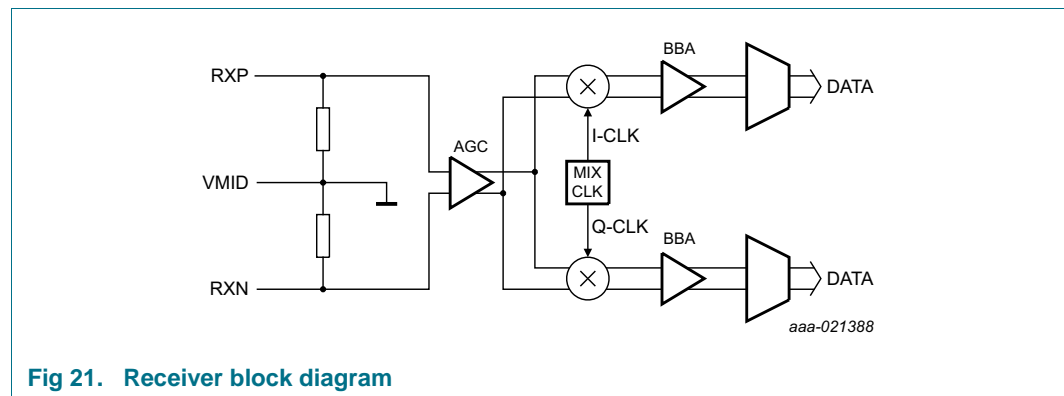 RXP
VMID
RXN
AGC
BBA
DATA
I-CLK
MIX
CLK
Q-CLK
BBA
DATA
aaa-021388
Fig 21. Receiver block diagram